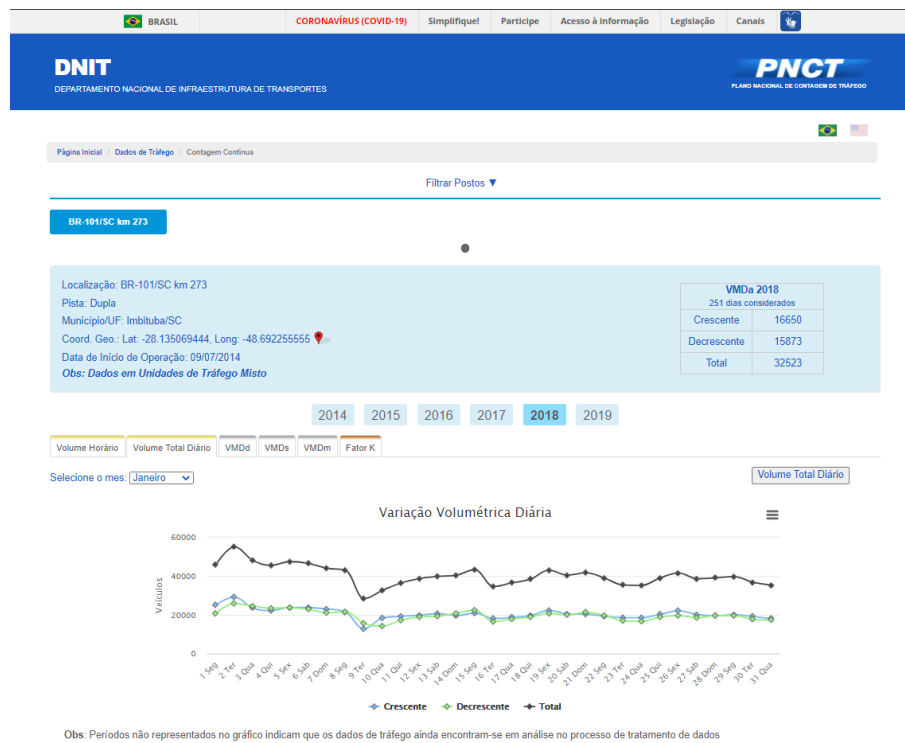 BRASIL CORONAVÍRUS (COVID-19) Simplifique! Participe Acesso à informação Legislação Canais
DNIT
DEPARTAMENTO NACIONAL DE INFRAESTRUTURA DE TRANSPORTES
PNCT
PLANO NACIONAL DE CONTAGEM DE TRÁFEGO
Página Inicial / Dados de Tráfego / Contagem Contínua
Filtrar Postos ▼
BR-101/SC km 273
Localização: BR-101/SC km 273
Pista: Dupla
Município/UF: Imbituba/SC
Coord. Geo.: Lat: -28.135069444, Long: -48.692255555
Data de Início de Operação: 09/07/2014
Obs: Dados em Unidades de Tráfego Misto
VMDa 2018
251 dias considerados
Crescente 16650
Decrescente 15873
Total 32523
2014 2015 2016 2017 2018 2019
Volume Horário Volume Total Diário VMDd VMDs VMDm Fator K
Selecione o mes: Janeiro Volume Total Diário
Variação Volumétrica Diária
Veículos
60000
40000
20000
0
1 Seg 2 Ter 3 Qua 4 Qui 5 Sex 6 Sab 7 Dom 8 Seg 9 Ter 10 Qua 11 Qui 12 Sex 13 Sab 14 Dom 15 Seg 16 Ter 17 Qua 18 Qui 19 Sex 20 Sab 21 Dom 22 Seg 23 Ter 24 Qua 25 Qui 26 Sex 27 Sab 28 Dom 29 Seg 30 Ter 31 Qua
Crescente Decrescente Total
Obs: Períodos não representados no gráfico indicam que os dados de tráfego ainda encontram-se em análise no processo de tratamento de dados